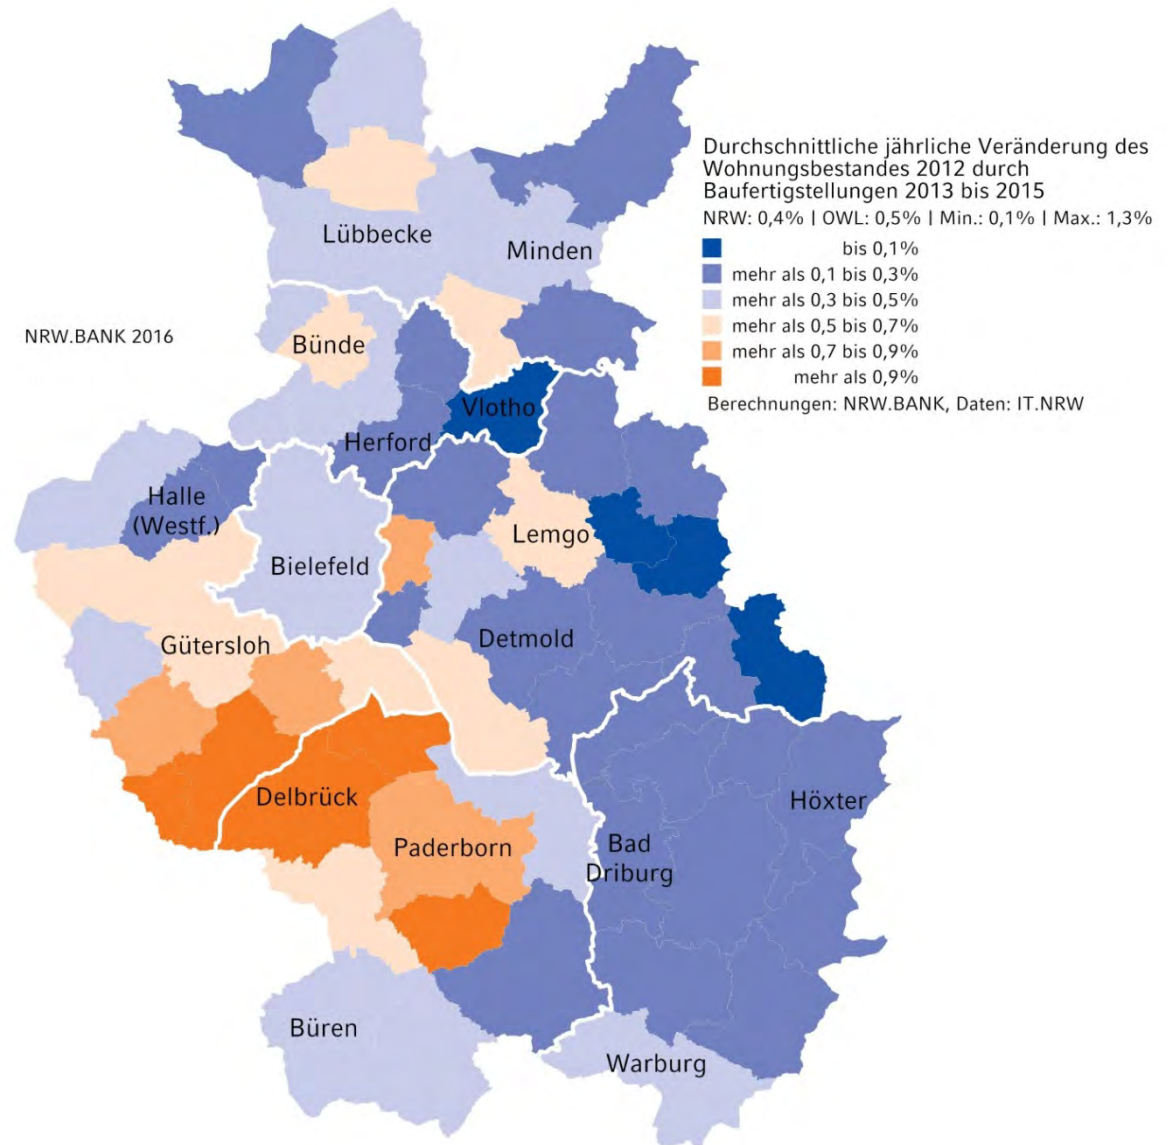 Durchschnittliche jährliche Veränderung des
Wohnungsbestandes 2012 durch
Baufertigstellungen 2013 bis 2015
NRW: 0,4% | OWL: 0,5% | Min.: 0,1% | Max.: 1,3%
bis 0,1%
mehr als 0,1 bis 0,3%
mehr als 0,3 bis 0,5%
mehr als 0,5 bis 0,7%
mehr als 0,7 bis 0,9%
mehr als 0,9%
Berechnungen: NRW.BANK, Daten: IT.NRW
NRW.BANK 2016
Lübbecke
Minden
Bünde
Vlotho
Herford
Halle
(Westf.)
Lemgo
Bielefeld
Gütersloh
Detmold
Delbrück
Höxter
Paderborn
Bad
Driburg
Büren
Warburg